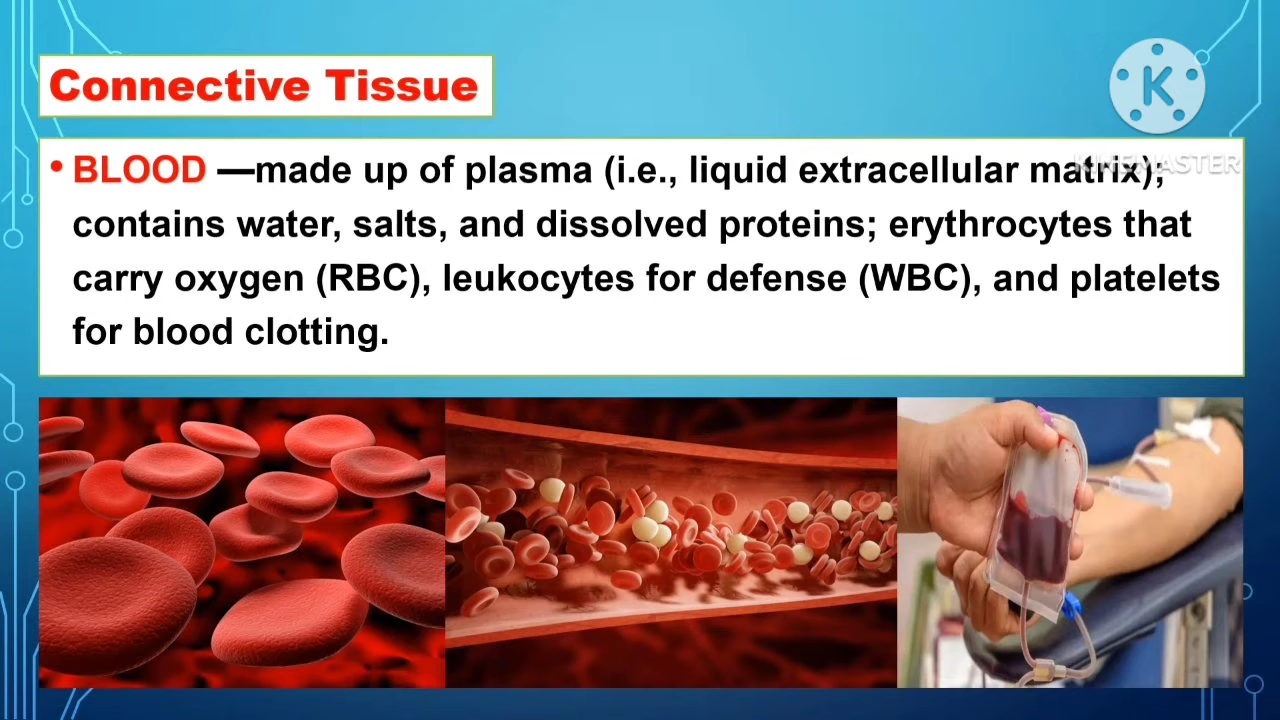 Connective Tissue
K
KINEMASTER
• BLOOD —made up of plasma (i.e., liquid extracellular matrix);
contains water, salts, and dissolved proteins; erythrocytes that
carry oxygen (RBC), leukocytes for defense (WBC), and platelets
for blood clotting.